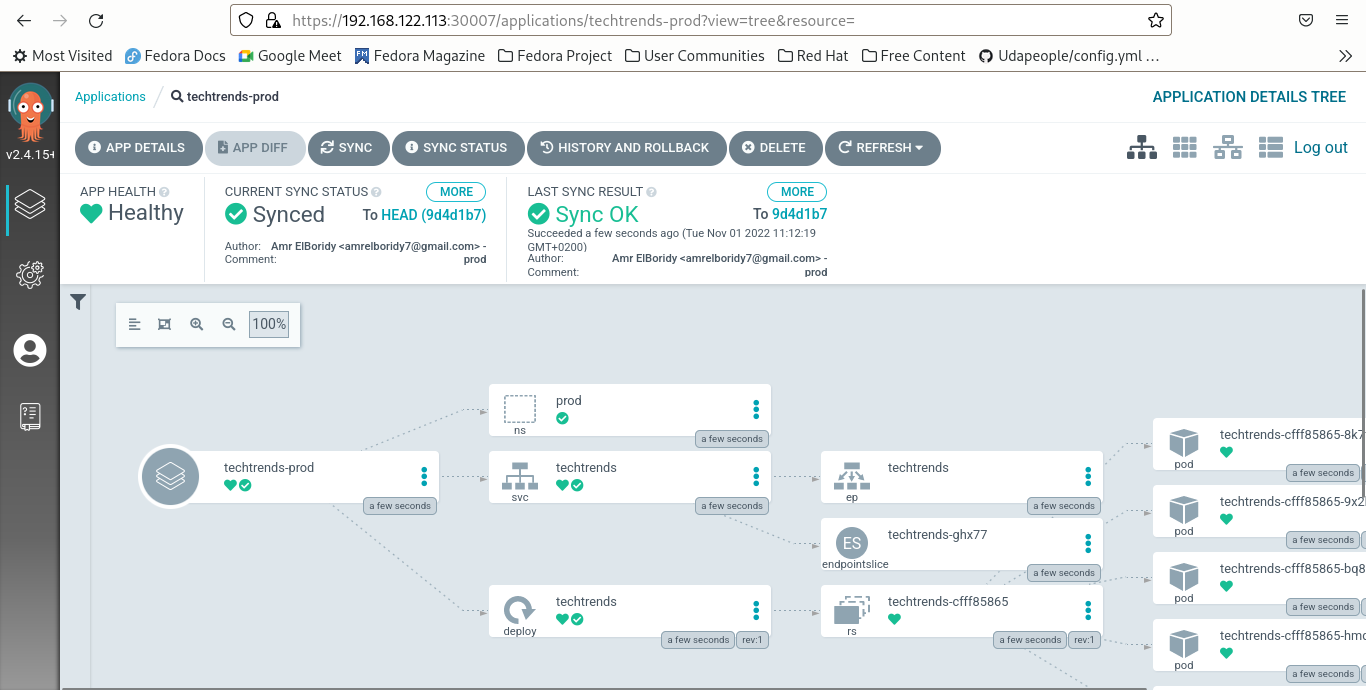 https://192.168.122.113:30007/applications/techtrends-prod?view=tree&resource=
Most Visited Fedora Docs Google Meet Fedora Magazine Fedora Project User Communities Red Hat Free Content Udapeople/config.yml ...
Applications / techtrends-prod APPLICATION DETAILS TREE
v2.4.15+
APP DETAILS APP DIFF SYNC SYNC STATUS HISTORY AND ROLLBACK DELETE REFRESH Log out
APP HEALTH
Healthy
CURRENT SYNC STATUS MORE
Synced To HEAD (9d4d1b7)
Author: Amr ElBoridy <amrelboridy7@gmail.com> -
Comment: prod
LAST SYNC RESULT MORE
Sync OK To 9d4d1b7
Succeeded a few seconds ago (Tue Nov 01 2022 11:12:19
GMT+0200)
Author: Amr ElBoridy <amrelboridy7@gmail.com> -
Comment: prod
100%
techtrends-prod
a few seconds
prod
ns
a few seconds
techtrends
svc
a few seconds
techtrends
deploy
a few seconds rev:1
techtrends
ep
a few seconds
ES
techtrends-ghx77
endpointslice
a few seconds
techtrends-cfff85865
rs
a few seconds rev:1
techtrends-cfff85865-8k7
pod
a few seconds
techtrends-cfff85865-9x2
pod
a few seconds
techtrends-cfff85865-bq8
pod
a few seconds
techtrends-cfff85865-hmd
pod
a few seconds